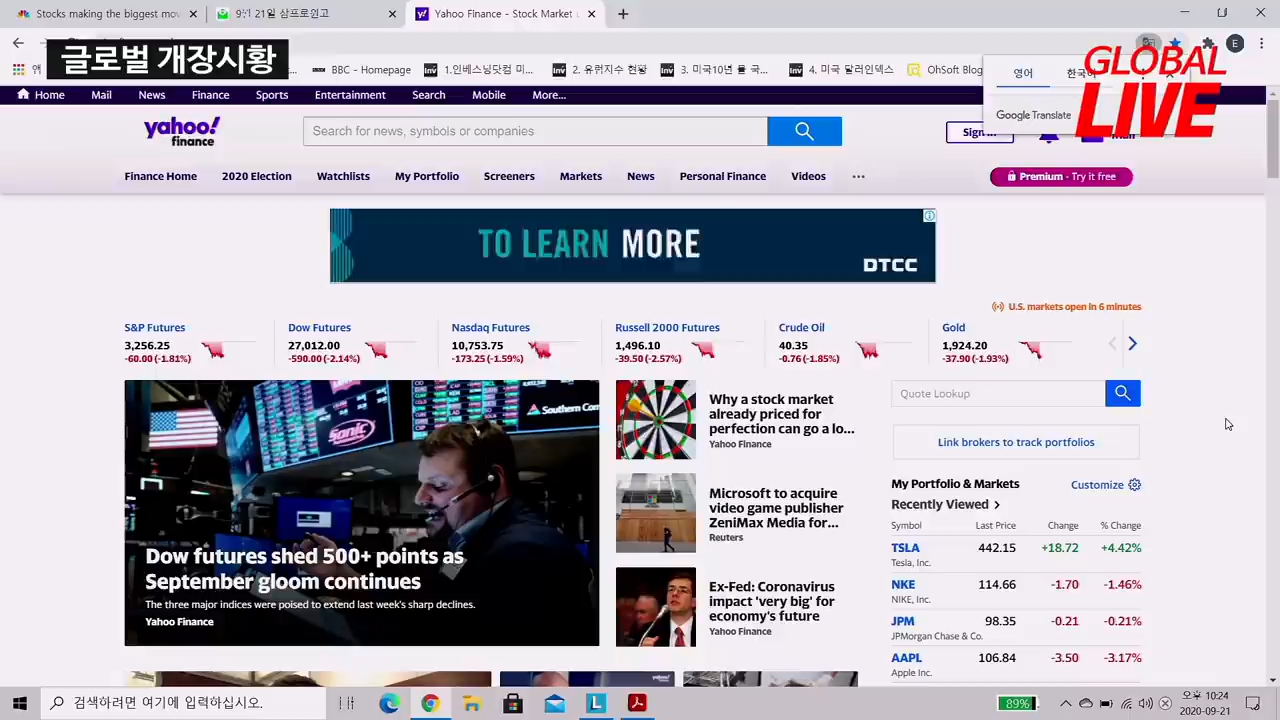 Stocks making the biggest mov
9월 21일 삼프로원고
Yahoo Finance - Stock Market L
글로벌 개장시황
BBC - Homepage
1.인베스팅닷컴 피...
2. 유럽지수 현황
3. 미국10년 물 국...
4. 미국 달러인덱스
OhSoft Blog
영어
한국어
Google Translate
GLOBAL
LIVE
Home
Mail
News
Finance
Sports
Entertainment
Search
Mobile
More...
yahoo!
finance
Search for news, symbols or companies
Sign in
Mail
Finance Home
2020 Election
Watchlists
My Portfolio
Screeners
Markets
News
Personal Finance
Videos
Premium - Try it free
TO LEARN MORE
DTCC
U.S. markets open in 6 minutes
S&P Futures
3,256.25
-60.00 (-1.81%)
Dow Futures
27,012.00
-590.00 (-2.14%)
Nasdaq Futures
10,753.75
-173.25 (-1.59%)
Russell 2000 Futures
1,496.10
-39.50 (-2.57%)
Crude Oil
40.35
-0.76 (-1.85%)
Gold
1,924.20
-37.90 (-1.93%)
Southern Com
Sonic
Dow futures shed 500+ points as
September gloom continues
The three major indices were poised to extend last week's sharp declines.
Yahoo Finance
Why a stock market
already priced for
perfection can go a lo...
Yahoo Finance
Microsoft to acquire
video game publisher
ZeniMax Media for...
Reuters
Ex-Fed: Coronavirus
impact 'very big' for
economy's future
Yahoo Finance
Quote Lookup
Link brokers to track portfolios
My Portfolio & Markets
Customize
Recently Viewed
Symbol Last Price Change % Change
TSLA 442.15 +18.72 +4.42%
Tesla, Inc.
NKE 114.66 -1.70 -1.46%
NIKE, Inc.
JPM 98.35 -0.21 -0.21%
JPMorgan Chase & Co.
AAPL 106.84 -3.50 -3.17%
Apple Inc.
검색하려면 여기에 입력하십시오.
89%
오후 10:24
2020-09-21